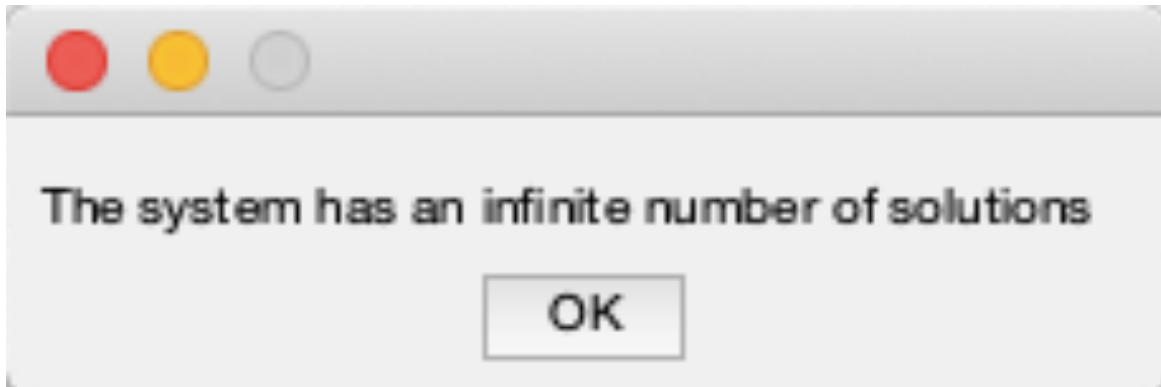 The system has an infinite number of solutions
OK